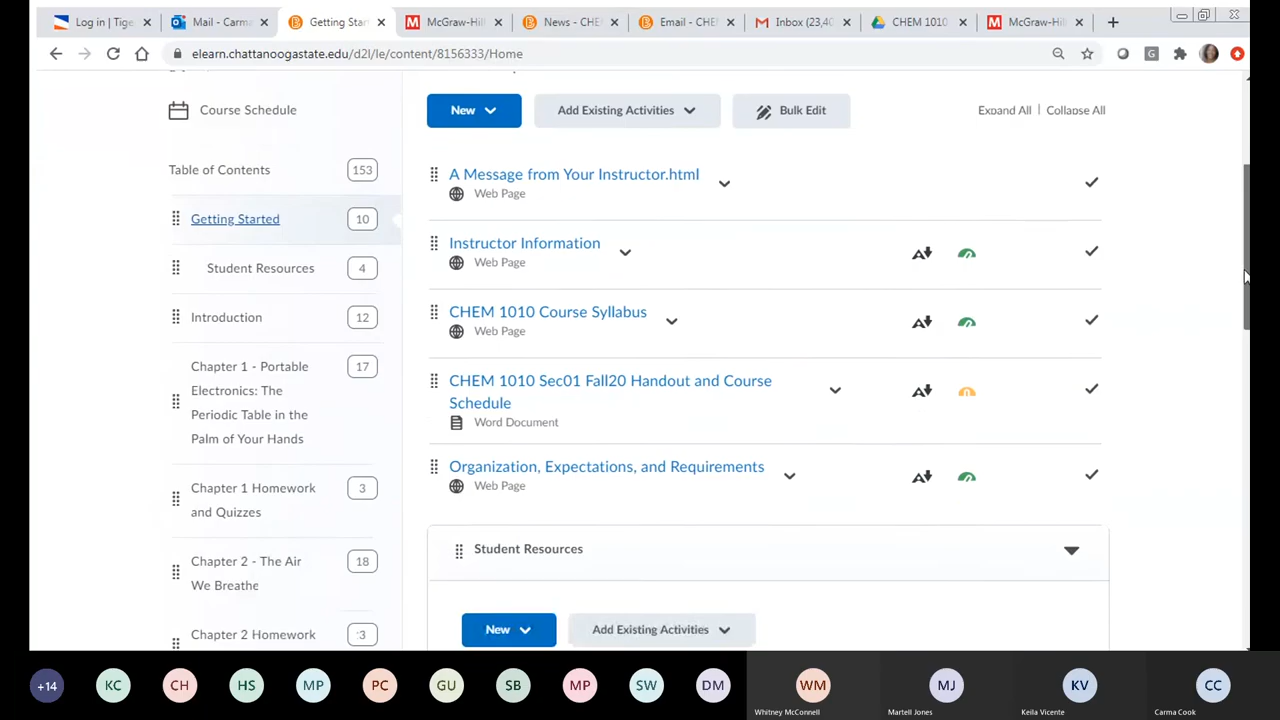 Log in | Tige
Mail - Carma
Getting Star
McGraw-Hil
News - CHE
Email - CHE
Inbox (23,40
CHEM 1010
McGraw-Hil
elearn.chattanoogastate.edu/d2l/le/content/8156333/Home
G
Course Schedule
Table of Contents
153
Getting Started
10
Student Resources
4
Introduction
12
Chapter 1 - Portable
Electronics: The
Periodic Table in the
Palm of Your Hands
17
Chapter 1 Homework
and Quizzes
3
Chapter 2 - The Air
We Breathe
18
Chapter 2 Homework
3
New
Add Existing Activities
Bulk Edit
Expand All | Collapse All
A Message from Your Instructor.html
Web Page
Instructor Information
Web Page
CHEM 1010 Course Syllabus
Web Page
CHEM 1010 Sec01 Fall20 Handout and Course
Schedule
Word Document
Organization, Expectations, and Requirements
Web Page
Student Resources
New
Add Existing Activities
+14
KC
CH
HS
MP
PC
GU
SB
MP
SW
DM
WM
Whitney McConnell
MJ
Martell Jones
KV
Keila Vicente
CC
Carma Cook